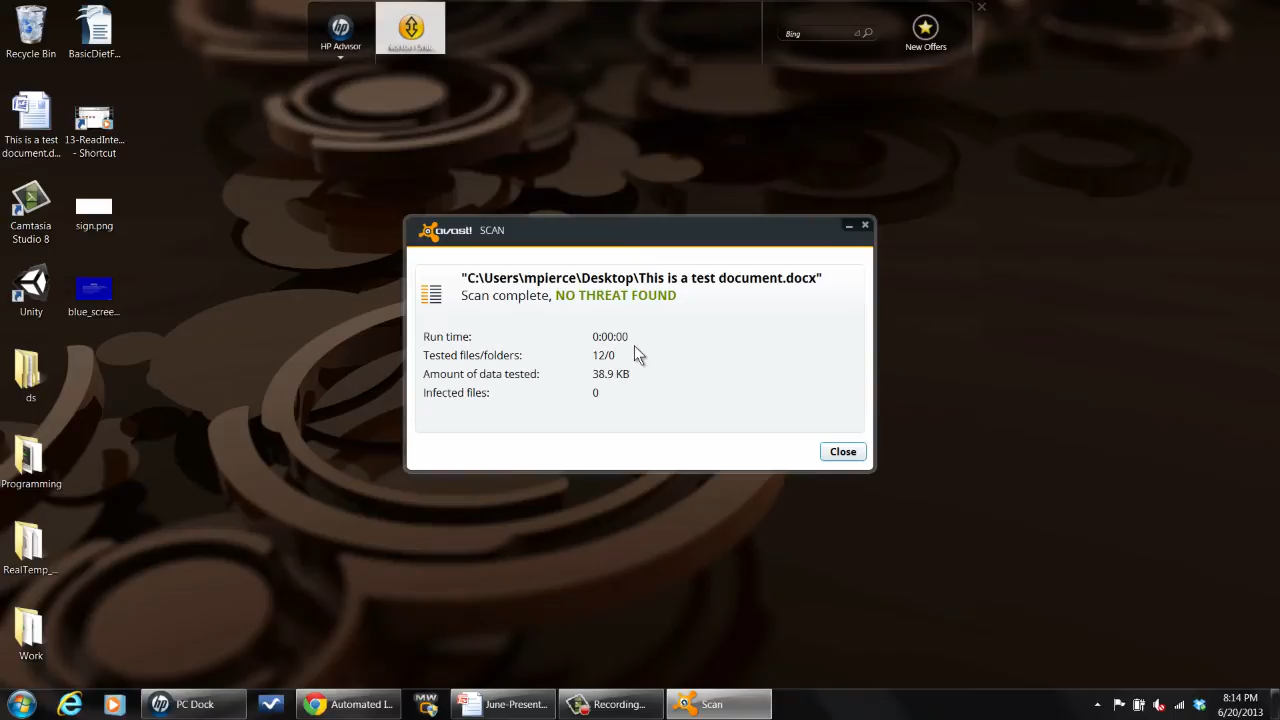 Recycle Bin
BasicDietF...
This is a test
document.d...
13-ReadInte...
- Shortcut
Camtasia
Studio 8
sign.png
Unity
blue_scree...
ds
Programming
RealTemp_...
Work
HP Advisor
Bing
New Offers
avast! SCAN
"C:\Users\mpierce\Desktop\This is a test document.docx"
Scan complete, NO THREAT FOUND
Run time: 0:00:00
Tested files/folders: 12/0
Amount of data tested: 38.9 KB
Infected files: 0
Close
PC Dock
Automated I...
MW
June-Present...
Recording...
Scan
8:14 PM
6/20/2013